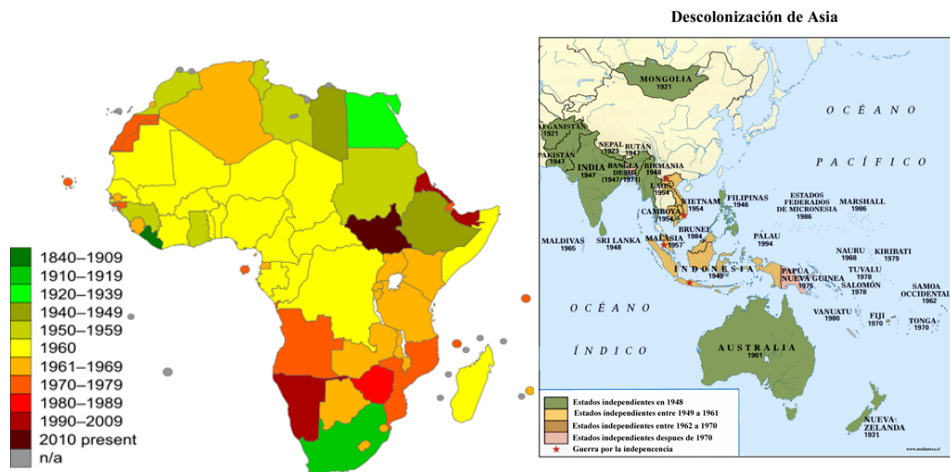 Descolonización de Asia
1840–1909
1910–1919
1920–1939
1940–1949
1950–1959
1960
1961–1969
1970–1979
1980–1989
1990–2009
2010 present
n/a
MONGOLIA
1921
OCÉANO
PACÍFICO
AFGANISTÁN
1921
PAKISTÁN
1947
NEPAL
1923
BUTÁN
1947
INDIA
1947
BANGLA
DESH
(1947/1971)
BIRMANIA
1948
LAOS
1954
VIETNAM
1954
CAMBOYA
1954
FILIPINAS
1946
ESTADOS
FEDERADOS
DE MICRONESIA
1986
MARSHALL
1986
MALDIVAS
1965
SRI LANKA
1948
MALASIA
1957
BRUNEI
1984
PALAU
1994
NAURU
1968
KIRIBATI
1979
INDONESIA
1949
PAPÚA
NUEVA GUINEA
1975
TUVALU
1978
SALOMÓN
1978
SAMOA
OCCIDENTAL
1962
VANUATU
1980
FIJI
1970
TONGA
1970
OCÉANO
ÍNDICO
AUSTRALIA
1901
NUEVA
ZELANDA
1931
Estados independientes en 1948
Estados independientes entre 1949 a 1961
Estados independientes entre 1962 a 1970
Estados independientes despues de 1970
Guerra por la indepencencia